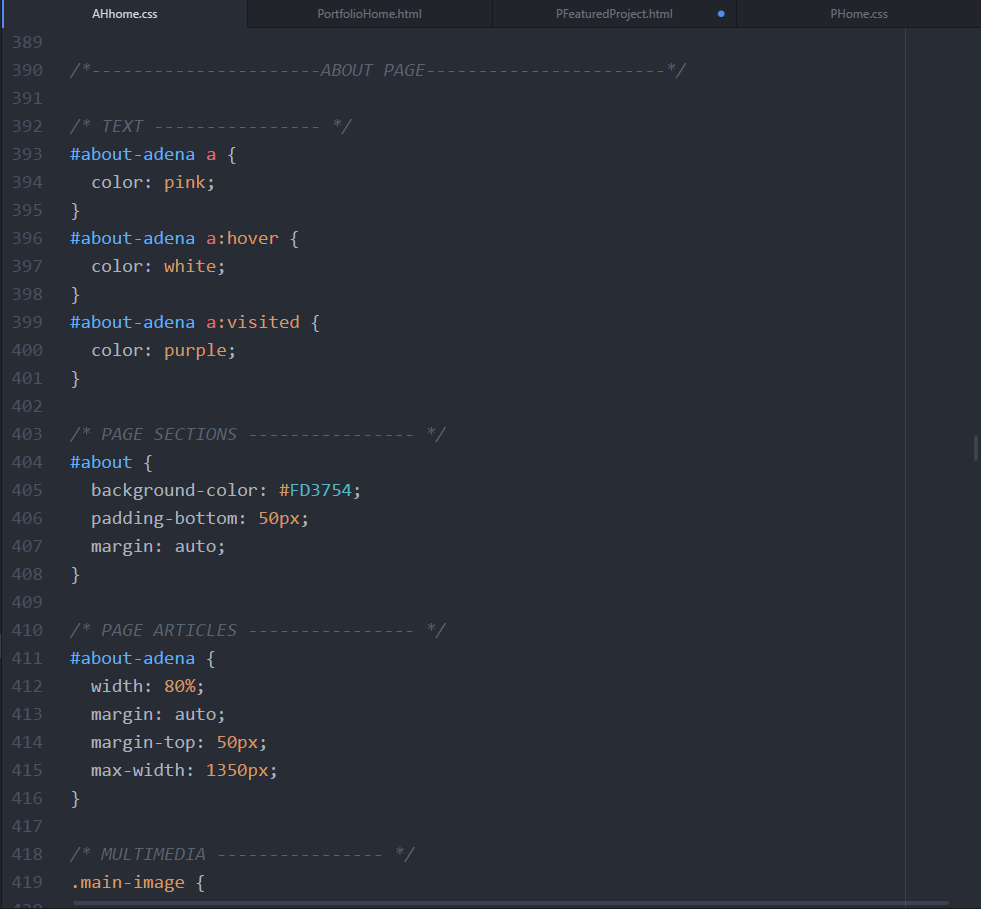 AHhome.css PortfolioHome.html PFeaturedProject.html PHome.css
389
390 /*----------------------ABOUT PAGE-----------------------*/
391
392 /* TEXT ---------------- */
393 #about-adena a {
394   color: pink;
395 }
396 #about-adena a:hover {
397   color: white;
398 }
399 #about-adena a:visited {
400   color: purple;
401 }
402
403 /* PAGE SECTIONS ---------------- */
404 #about {
405   background-color: #FD3754;
406   padding-bottom: 50px;
407   margin: auto;
408 }
409
410 /* PAGE ARTICLES ---------------- */
411 #about-adena {
412   width: 80%;
413   margin: auto;
414   margin-top: 50px;
415   max-width: 1350px;
416 }
417
418 /* MULTIMEDIA ---------------- */
419 .main-image {